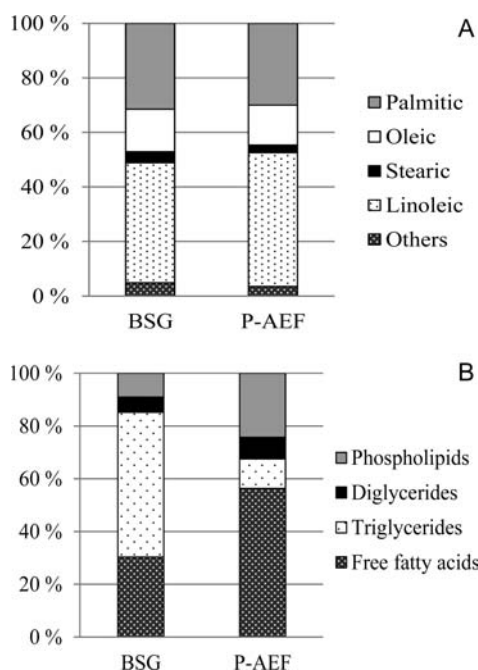 A
100 %
80 %
60 %
40 %
20 %
0 %
BSG
P-AEF
Palmitic
Oleic
Stearic
Linoleic
Others
B
100 %
80 %
60 %
40 %
20 %
0 %
BSG
P-AEF
Phospholipids
Diglycerides
Triglycerides
Free fatty acids